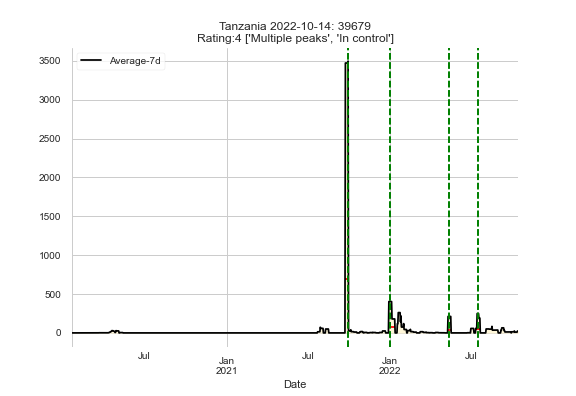 Tanzania 2022-10-14: 39679
Rating:4 ['Multiple peaks', 'In control']
Average-7d
3500
3000
2500
2000
1500
1000
500
0
Jul
Jan
2021
Jul
Jan
2022
Jul
Date